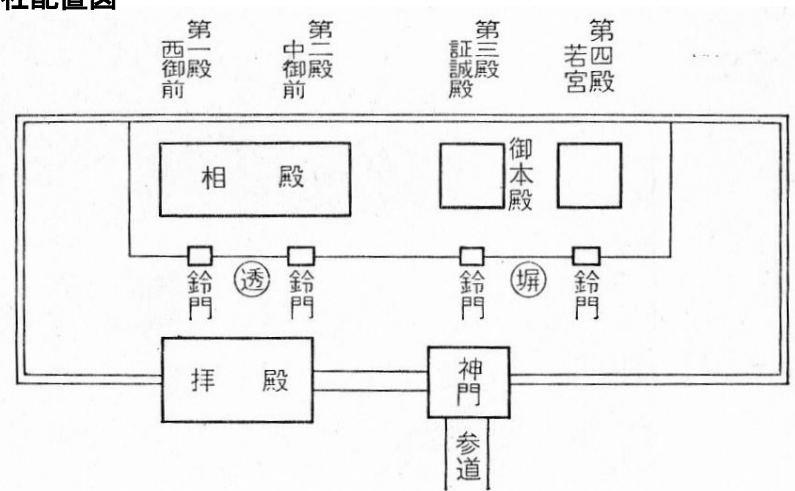 社配置図
第一殿
西御前
第二殿
中御前
第三殿
証誠殿
第四殿
若宮
相殿
御本殿
鈴門
透
鈴門
鈴門
塀
鈴門
拝殿
神門
参道